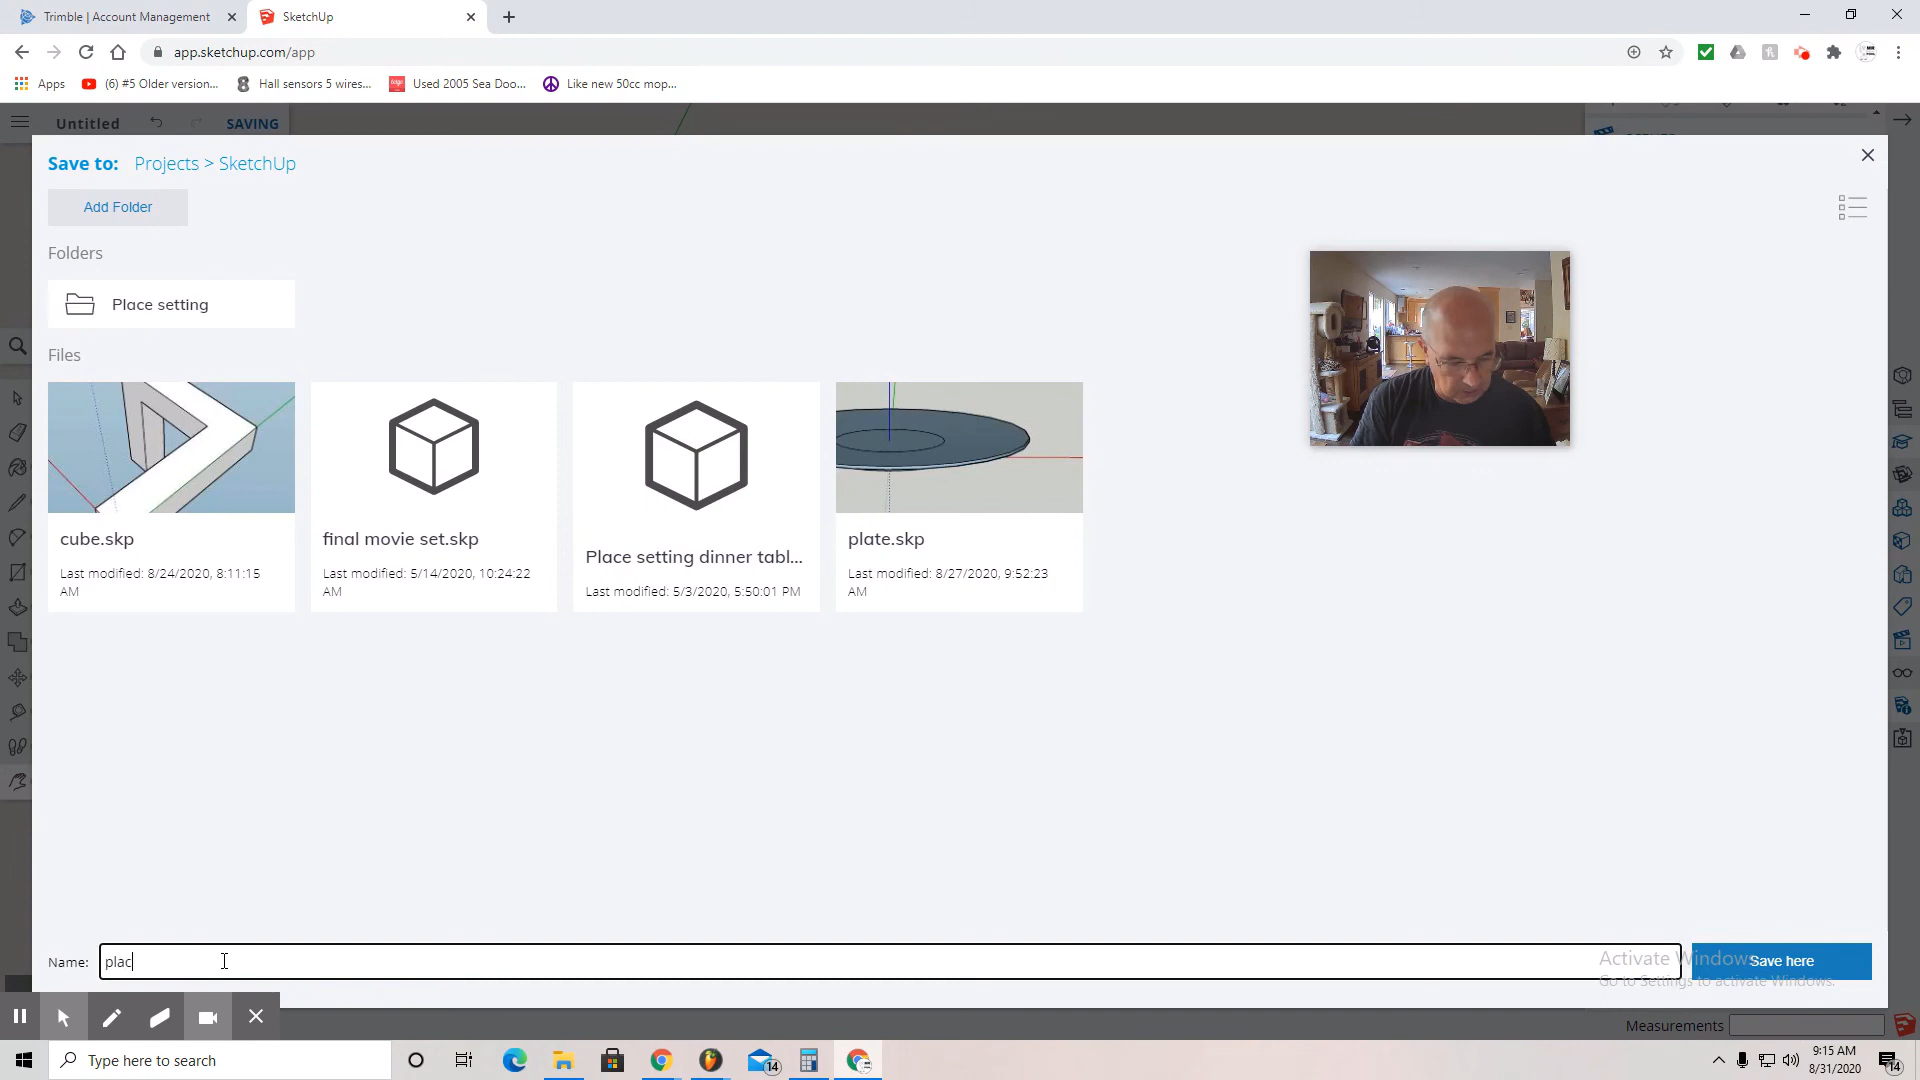 Trimble | Account Management
SketchUp
app.sketchup.com/app
Apps
(6) #5 Older version...
Hall sensors 5 wires...
Used 2005 Sea Doo...
Like new 50cc mop...
Untitled
SAVING
Save to: Projects > SketchUp
Add Folder
Folders
Place setting
Files
cube.skp
Last modified: 8/24/2020, 8:11:15
AM
final movie set.skp
Last modified: 5/14/2020, 10:24:22
AM
Place setting dinner tabl...
Last modified: 5/3/2020, 5:50:01 PM
plate.skp
Last modified: 8/27/2020, 9:52:23
AM
Name: plac
Save here
Activate Windows
Go to Settings to activate Windows.
Measurements
Type here to search
14
9:15 AM
8/31/2020
14